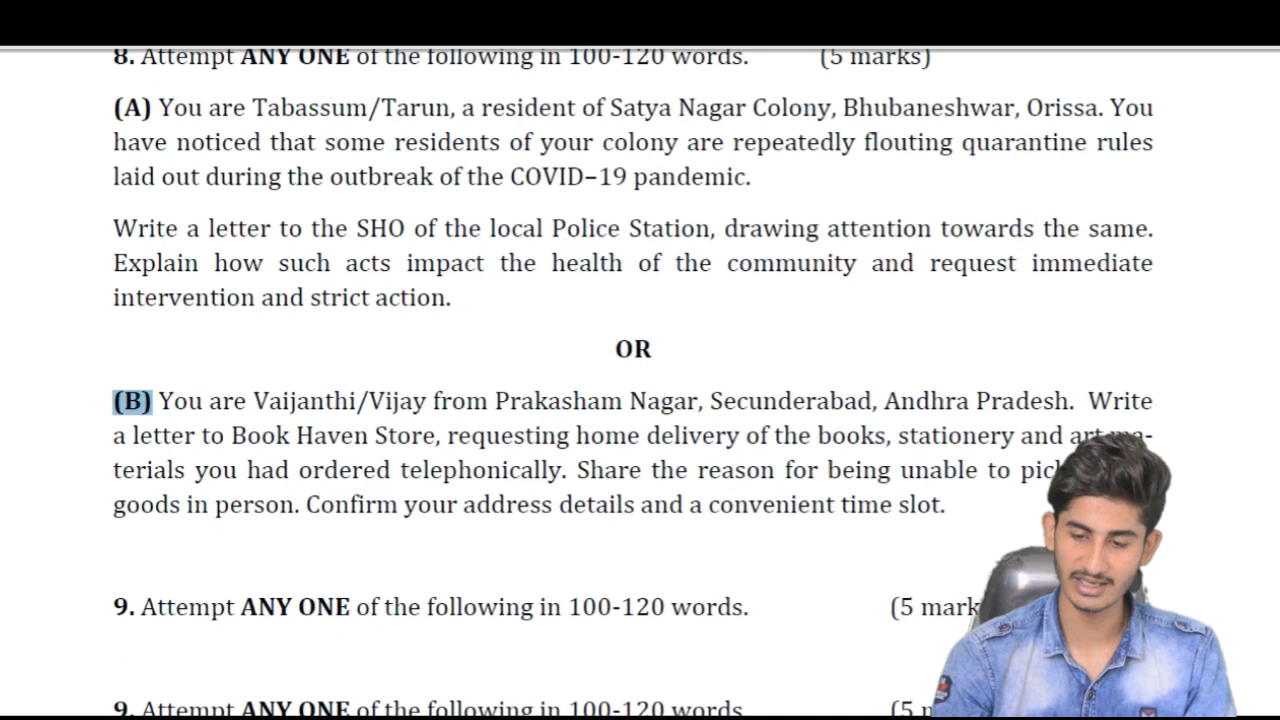 8. Attempt ANY ONE of the following in 100-120 words. (5 marks)
(A) You are Tabassum/Tarun, a resident of Satya Nagar Colony, Bhubaneshwar, Orissa. You
have noticed that some residents of your colony are repeatedly flouting quarantine rules
laid out during the outbreak of the COVID–19 pandemic.
Write a letter to the SHO of the local Police Station, drawing attention towards the same.
Explain how such acts impact the health of the community and request immediate
intervention and strict action.
OR
(B) You are Vaijanthi/Vijay from Prakasham Nagar, Secunderabad, Andhra Pradesh. Write
a letter to Book Haven Store, requesting home delivery of the books, stationery and art ma-
terials you had ordered telephonically. Share the reason for being unable to pick
goods in person. Confirm your address details and a convenient time slot.
9. Attempt ANY ONE of the following in 100-120 words. (5 mark
9. Attempt ANY ONE of the following in 100-120 words (5